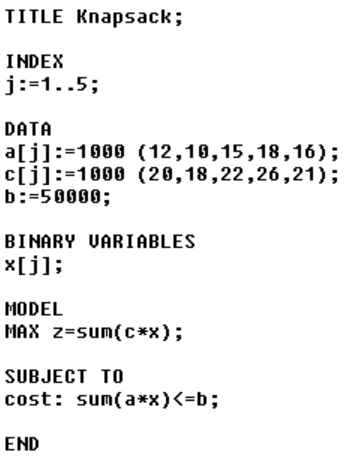 TITLE Knapsack;
INDEX
j:=1..5;
DATA
a[j]:=1000 (12,10,15,18,16);
c[j]:=1000 (20,18,22,26,21);
b:=50000;
BINARY VARIABLES
x[j];
MODEL
MAX z=sum(c*x);
SUBJECT TO
cost: sum(a*x)<=b;
END